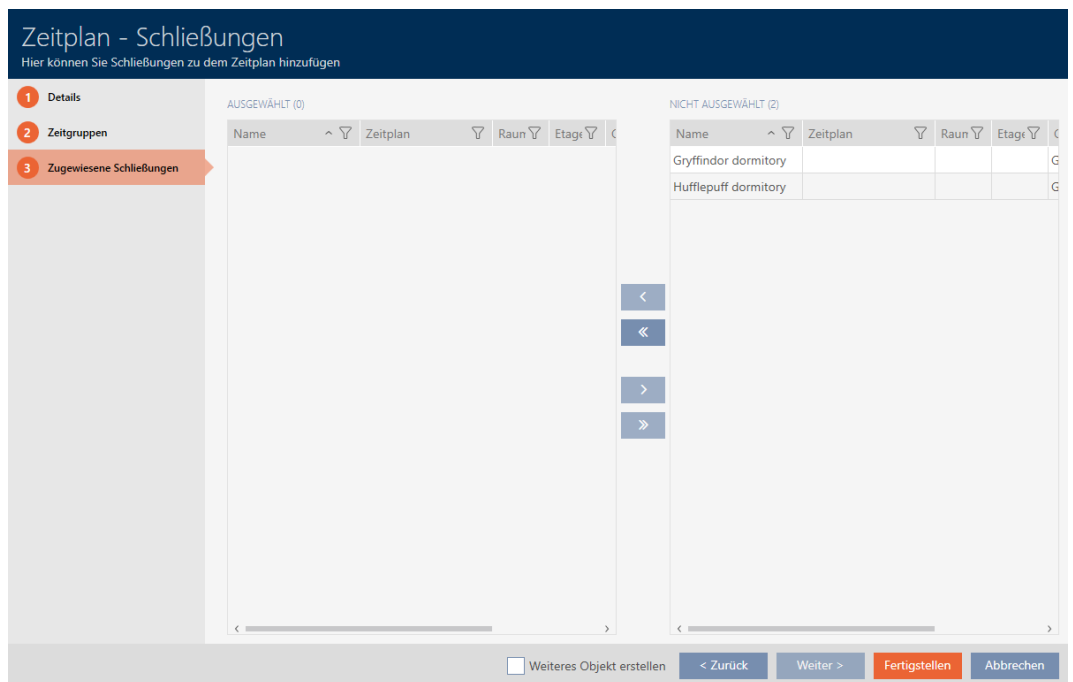 Zeitplan - Schließungen
Hier können Sie Schließungen zu dem Zeitplan hinzufügen
1 Details
2 Zeitgruppen
3 Zugewiesene Schließungen
AUSGEWÄHLT (0)
Name Zeitplan Raum Etage
NICHT AUSGEWÄHLT (2)
Name Zeitplan Raum Etage
Gryffindor dormitory G
Hufflepuff dormitory G
Weiteres Objekt erstellen < Zurück Weiter > Fertigstellen Abbrechen